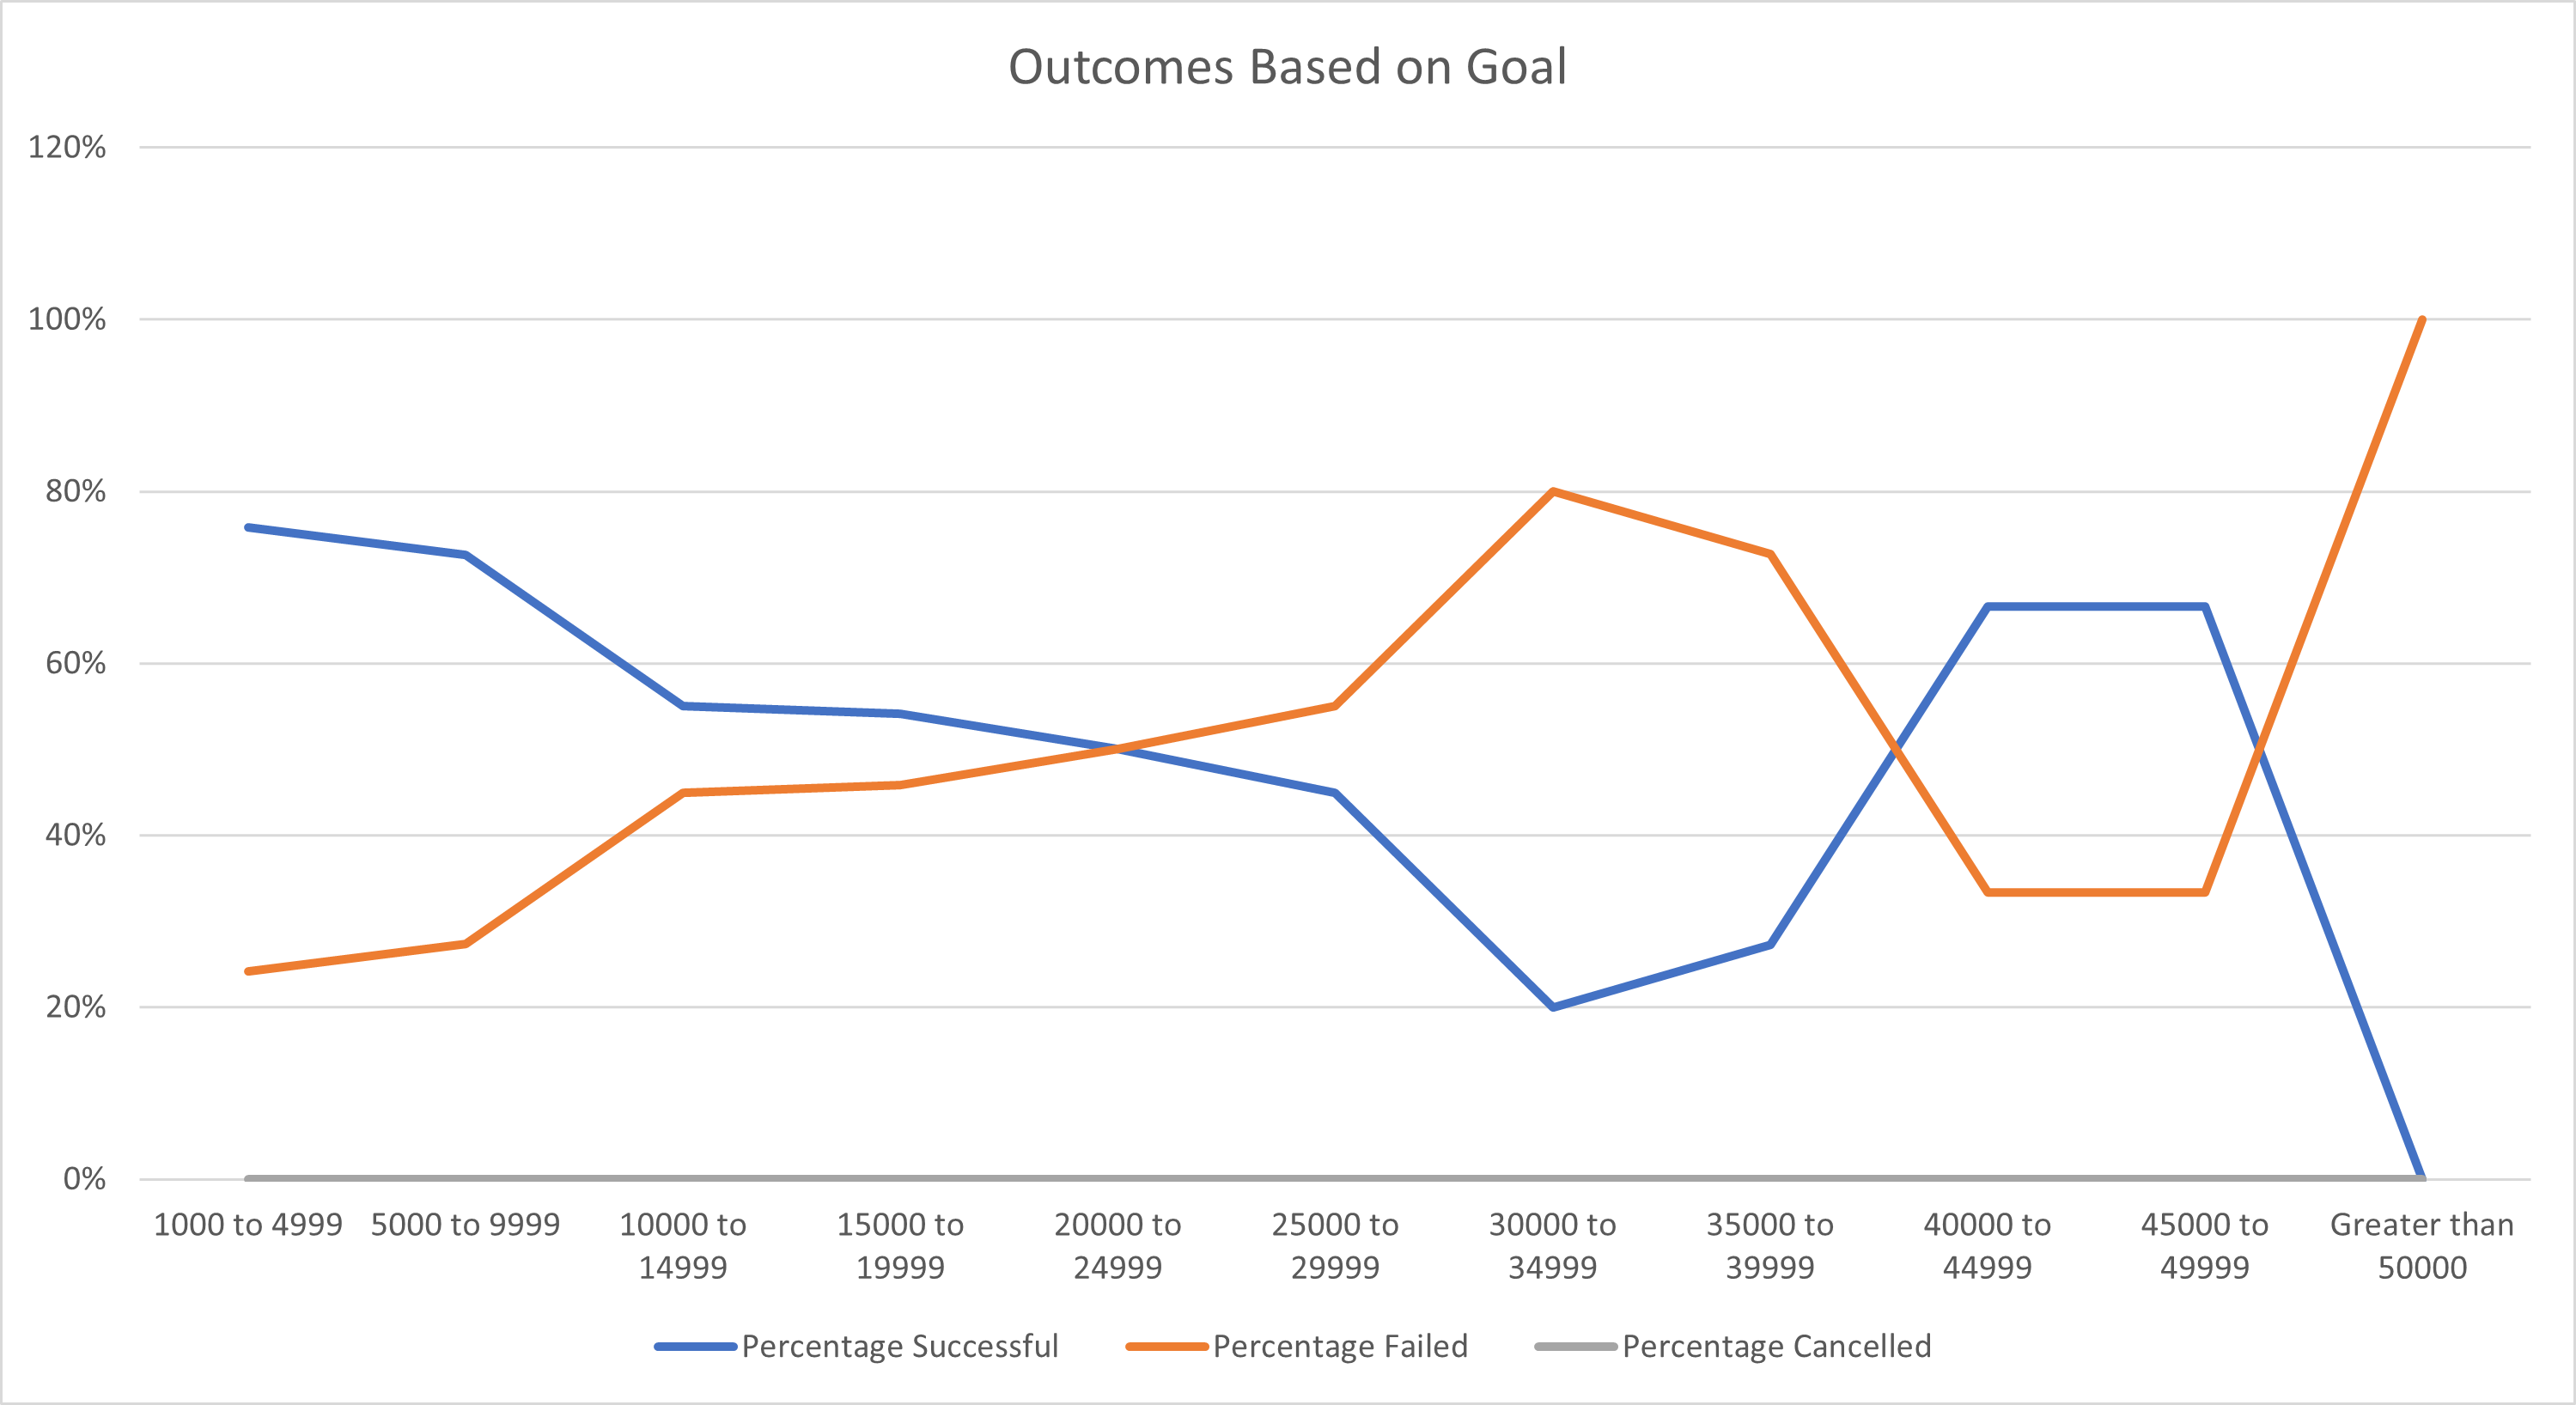 Outcomes Based on Goal
120%
100%
80%
60%
40%
20%
0%
1000 to 4999
5000 to 9999
10000 to
14999
15000 to
19999
20000 to
24999
25000 to
29999
30000 to
34999
35000 to
39999
40000 to
44999
45000 to
49999
Greater than
50000
Percentage Successful
Percentage Failed
Percentage Cancelled